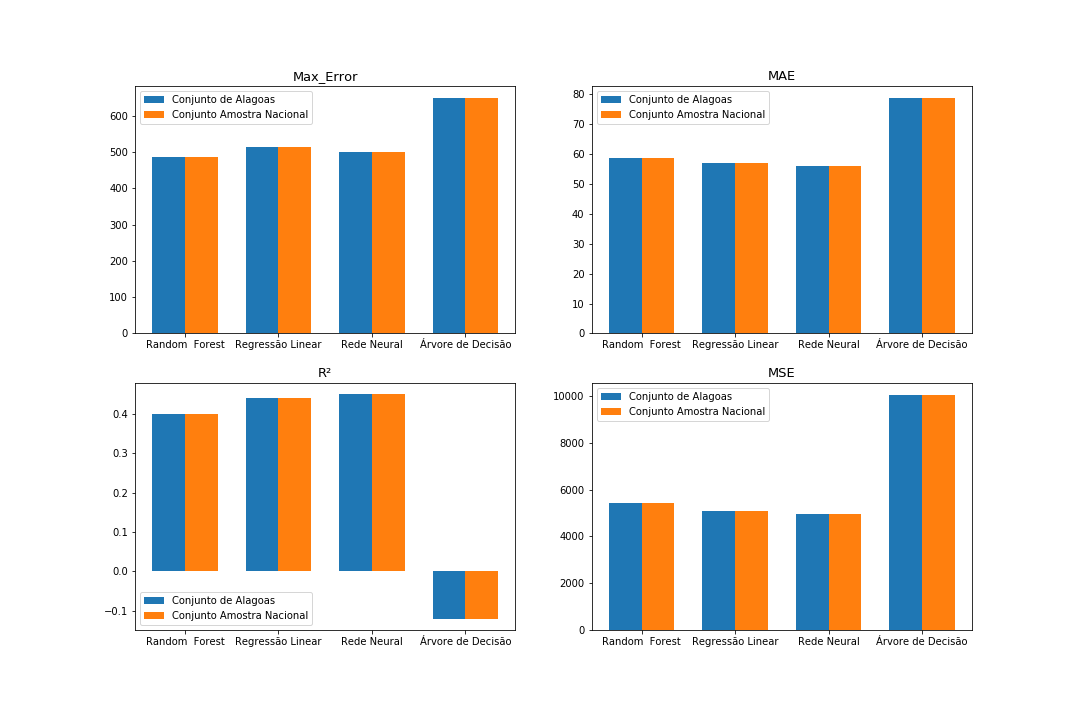 Max_Error
600
500
400
300
200
100
0
Conjunto de Alagoas
Conjunto Amostra Nacional
Random  Forest
Regressão Linear
Rede Neural
Árvore de Decisão
MAE
80
70
60
50
40
30
20
10
0
Conjunto de Alagoas
Conjunto Amostra Nacional
Random  Forest
Regressão Linear
Rede Neural
Árvore de Decisão
R²
0.4
0.3
0.2
0.1
0.0
−0.1
Conjunto de Alagoas
Conjunto Amostra Nacional
Random  Forest
Regressão Linear
Rede Neural
Árvore de Decisão
MSE
10000
8000
6000
4000
2000
0
Conjunto de Alagoas
Conjunto Amostra Nacional
Random  Forest
Regressão Linear
Rede Neural
Árvore de Decisão